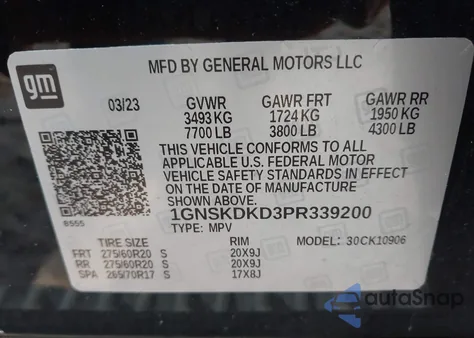 gm
MFD BY GENERAL MOTORS LLC
03/23 GVWR GAWR FRT GAWR RR
3493 KG 1724 KG 1950 KG
7700 LB 3800 LB 4300 LB
THIS VEHICLE CONFORMS TO ALL
APPLICABLE U.S. FEDERAL MOTOR
VEHICLE SAFETY STANDARDS IN EFFECT
ON THE DATE OF MANUFACTURE
SHOWN ABOVE.
8555
1GNSKDKD3PR339200
TYPE: MPV
TIRE SIZE RIM MODEL: 30CK10906
FRT 275/60R20 S 20X9J
RR 275/60R20 S 20X9J
SPA 265/70R17 S 17X8J
autaSnap